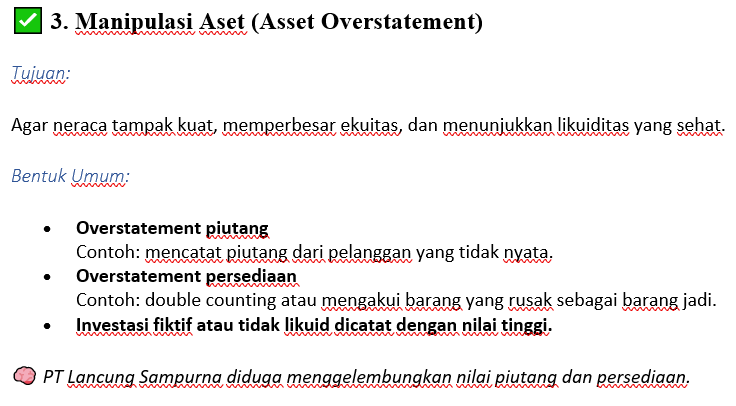 ✅ 3. Manipulasi Aset (Asset Overstatement)
Tujuan:
Agar neraca tampak kuat, memperbesar ekuitas, dan menunjukkan likuiditas yang sehat.
Bentuk Umum:
• Overstatement piutang
Contoh: mencatat piutang dari pelanggan yang tidak nyata.
• Overstatement persediaan
Contoh: double counting atau mengakui barang yang rusak sebagai barang jadi.
• Investasi fiktif atau tidak likuid dicatat dengan nilai tinggi.
🧠 PT Lancung Sampurna diduga menggelembungkan nilai piutang dan persediaan.